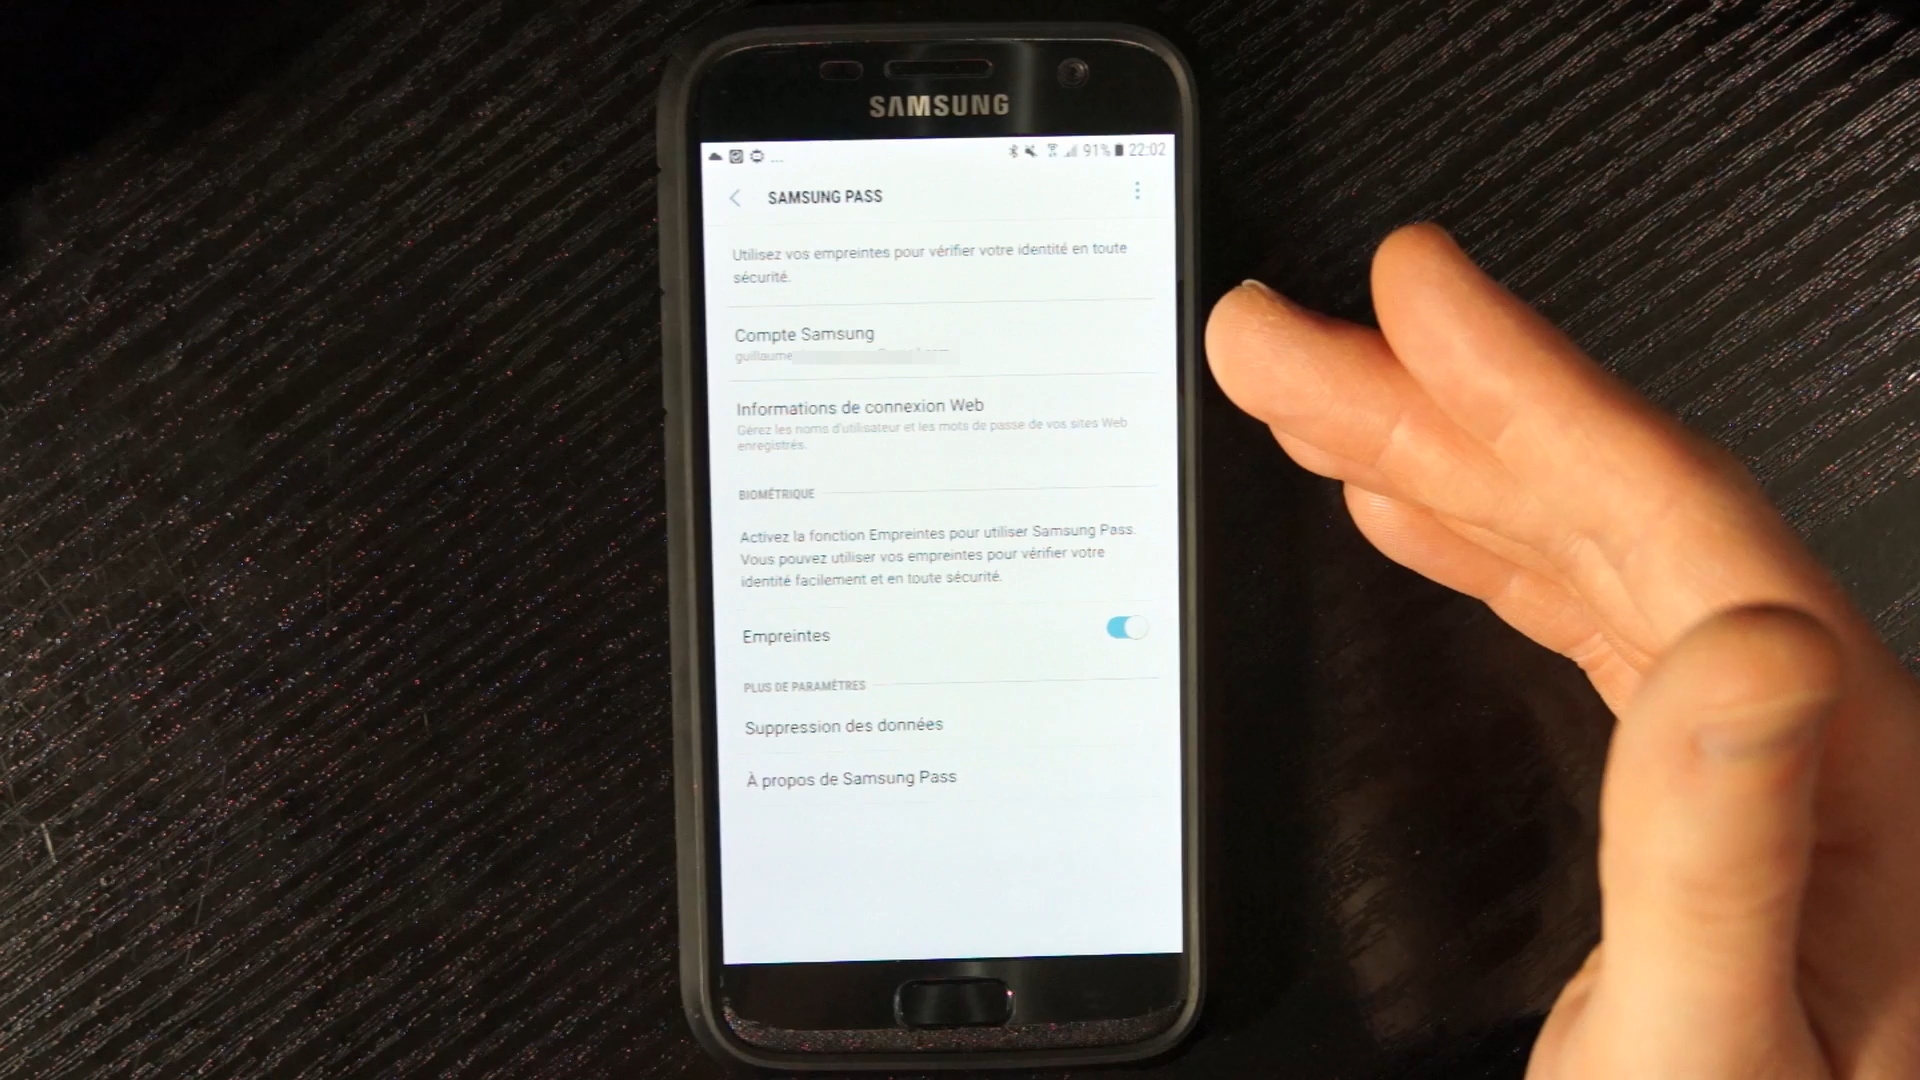 SAMSUNG
... 91% 22:02
SAMSUNG PASS
Utilisez vos empreintes pour vérifier votre identité en toute
sécurité.
Compte Samsung
guillaume
Informations de connexion Web
Gérez les noms d'utilisateur et les mots de passe de vos sites Web
enregistrés.
BIOMÉTRIQUE
Activez la fonction Empreintes pour utiliser Samsung Pass.
Vous pouvez utiliser vos empreintes pour vérifier votre
identité facilement et en toute sécurité.
Empreintes
PLUS DE PARAMÈTRES
Suppression des données
À propos de Samsung Pass